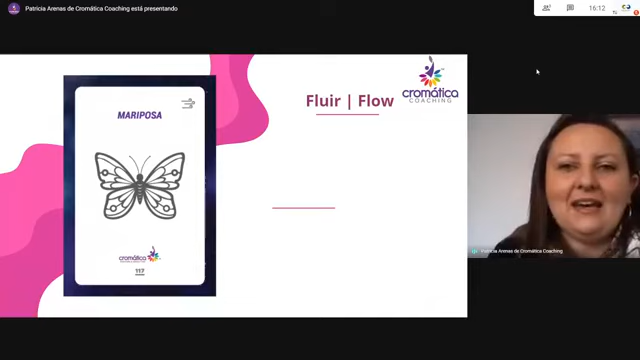 Patricia Arenas de Cromática Coaching está presentando
16:12
MARIPOSA
Fluir | Flow
cromática
COACHING
cromática
117
Patricia Arenas de Cromática Coaching